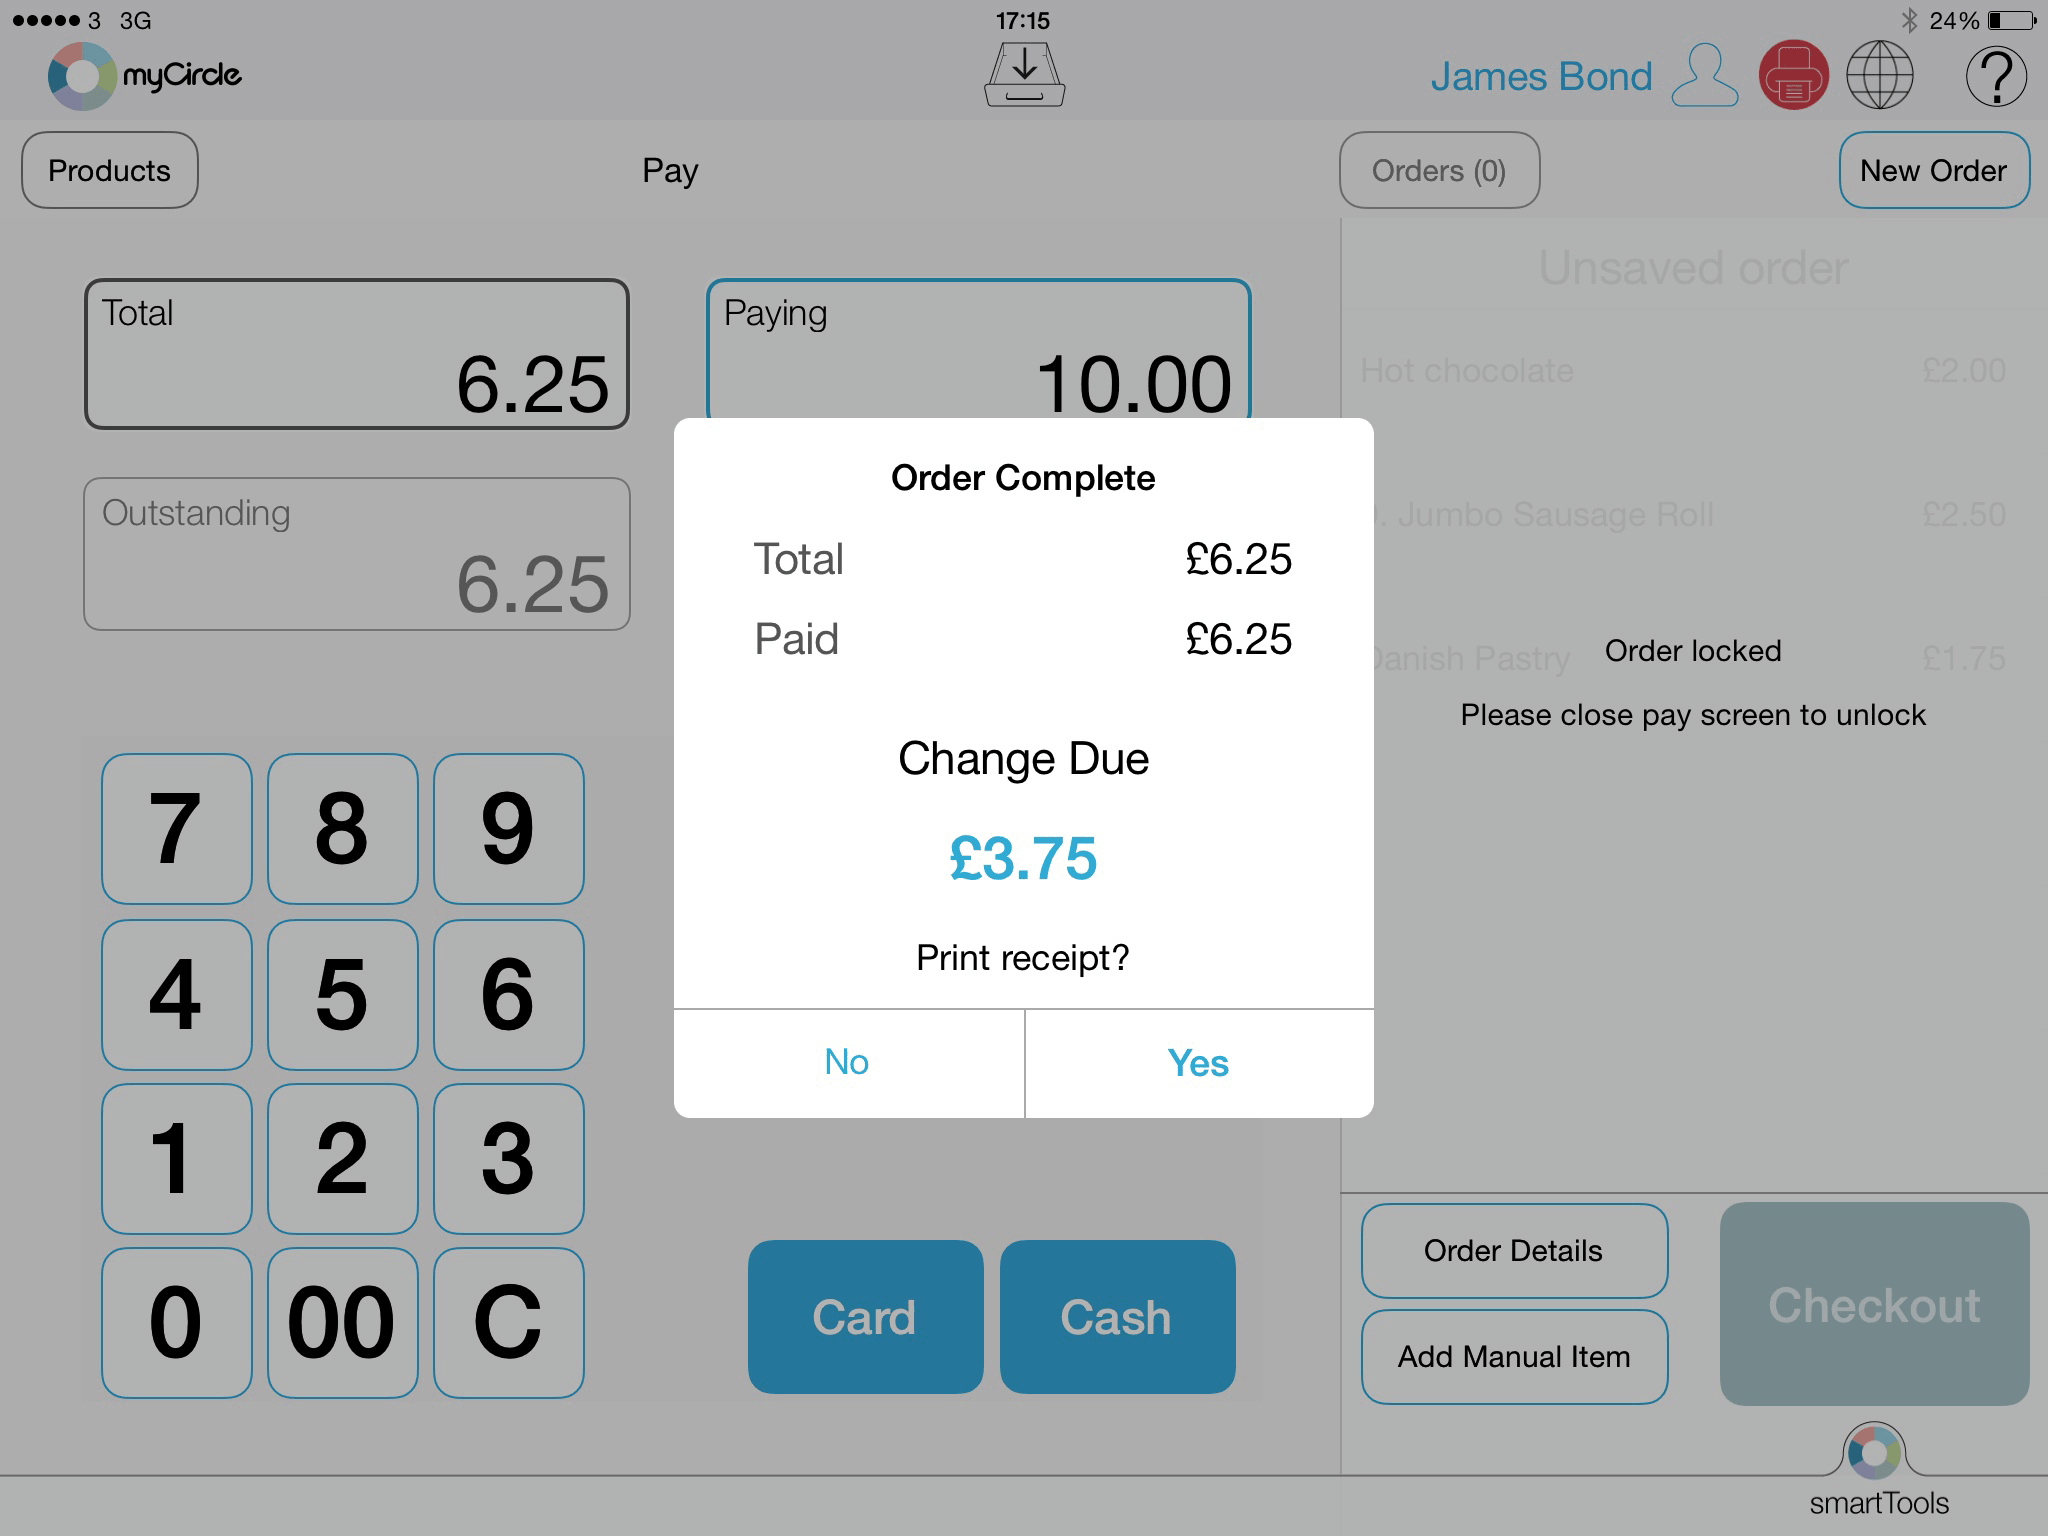 3 3G
17:15
24%
myCircle
James Bond
?
Products
Pay
Orders (0)
New Order
Total
6.25
Paying
10.00
Outstanding
6.25
Unsaved order
Hot chocolate £2.00
. Jumbo Sausage Roll £2.50
Danish Pastry £1.75
Order locked
Please close pay screen to unlock
Order Complete
Total £6.25
Paid £6.25
Change Due
£3.75
Print receipt?
No Yes
7 8 9
4 5 6
1 2 3
0 00 C
Card Cash
Order Details
Add Manual Item
Checkout
smartTools